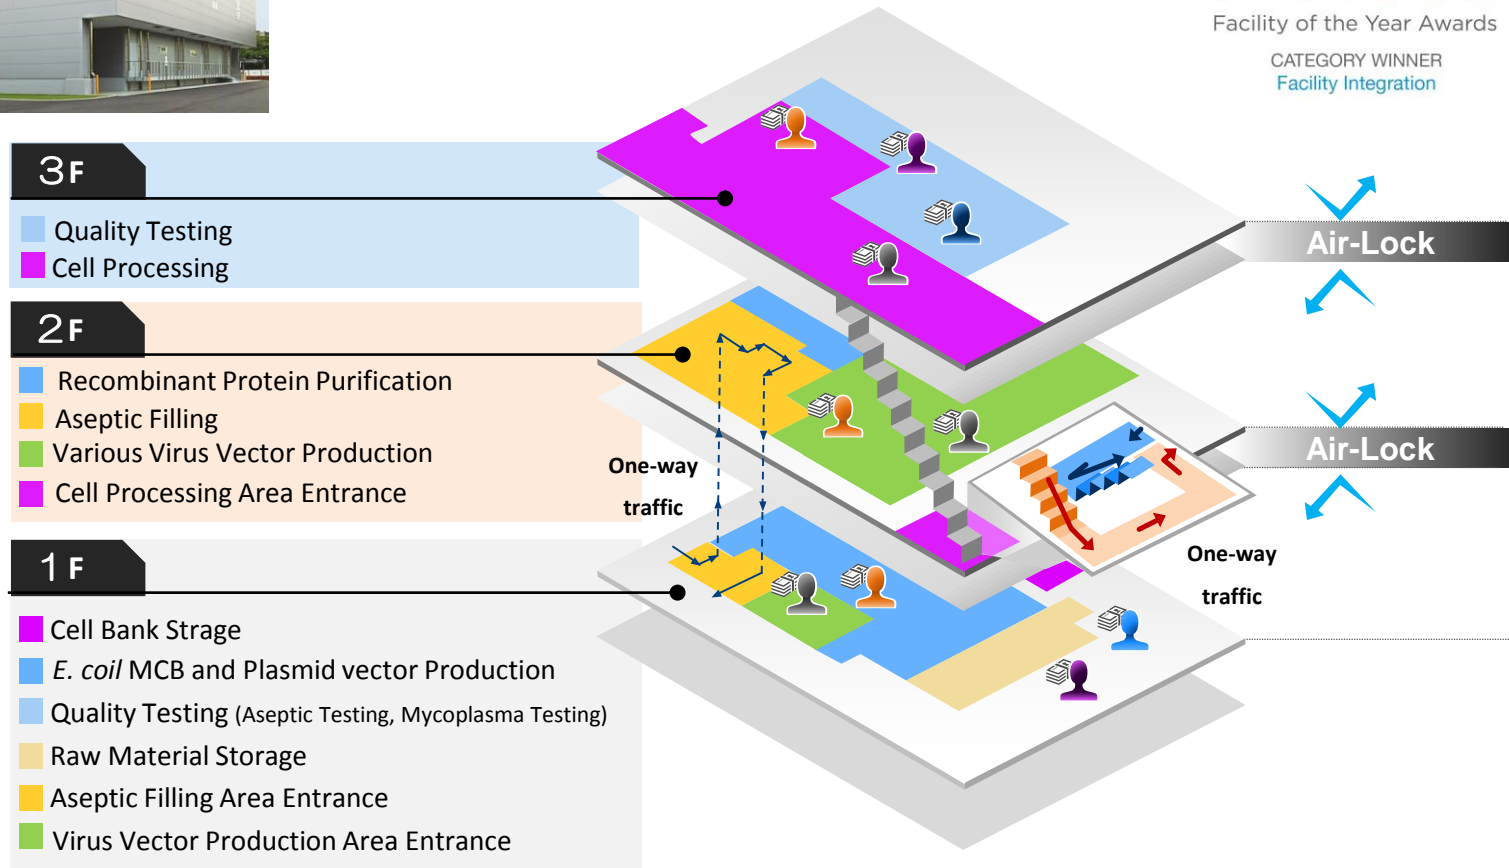 Facility of the Year Awards
CATEGORY WINNER
Facility Integration
3F
Quality Testing
Cell Processing
Air-Lock
2F
Recombinant Protein Purification
Aseptic Filling
Various Virus Vector Production
Cell Processing Area Entrance
Air-Lock
One-way
traffic
One-way
traffic
1F
Cell Bank Strage
E. coil MCB and Plasmid vector Production
Quality Testing (Aseptic Testing, Mycoplasma Testing)
Raw Material Storage
Aseptic Filling Area Entrance
Virus Vector Production Area Entrance